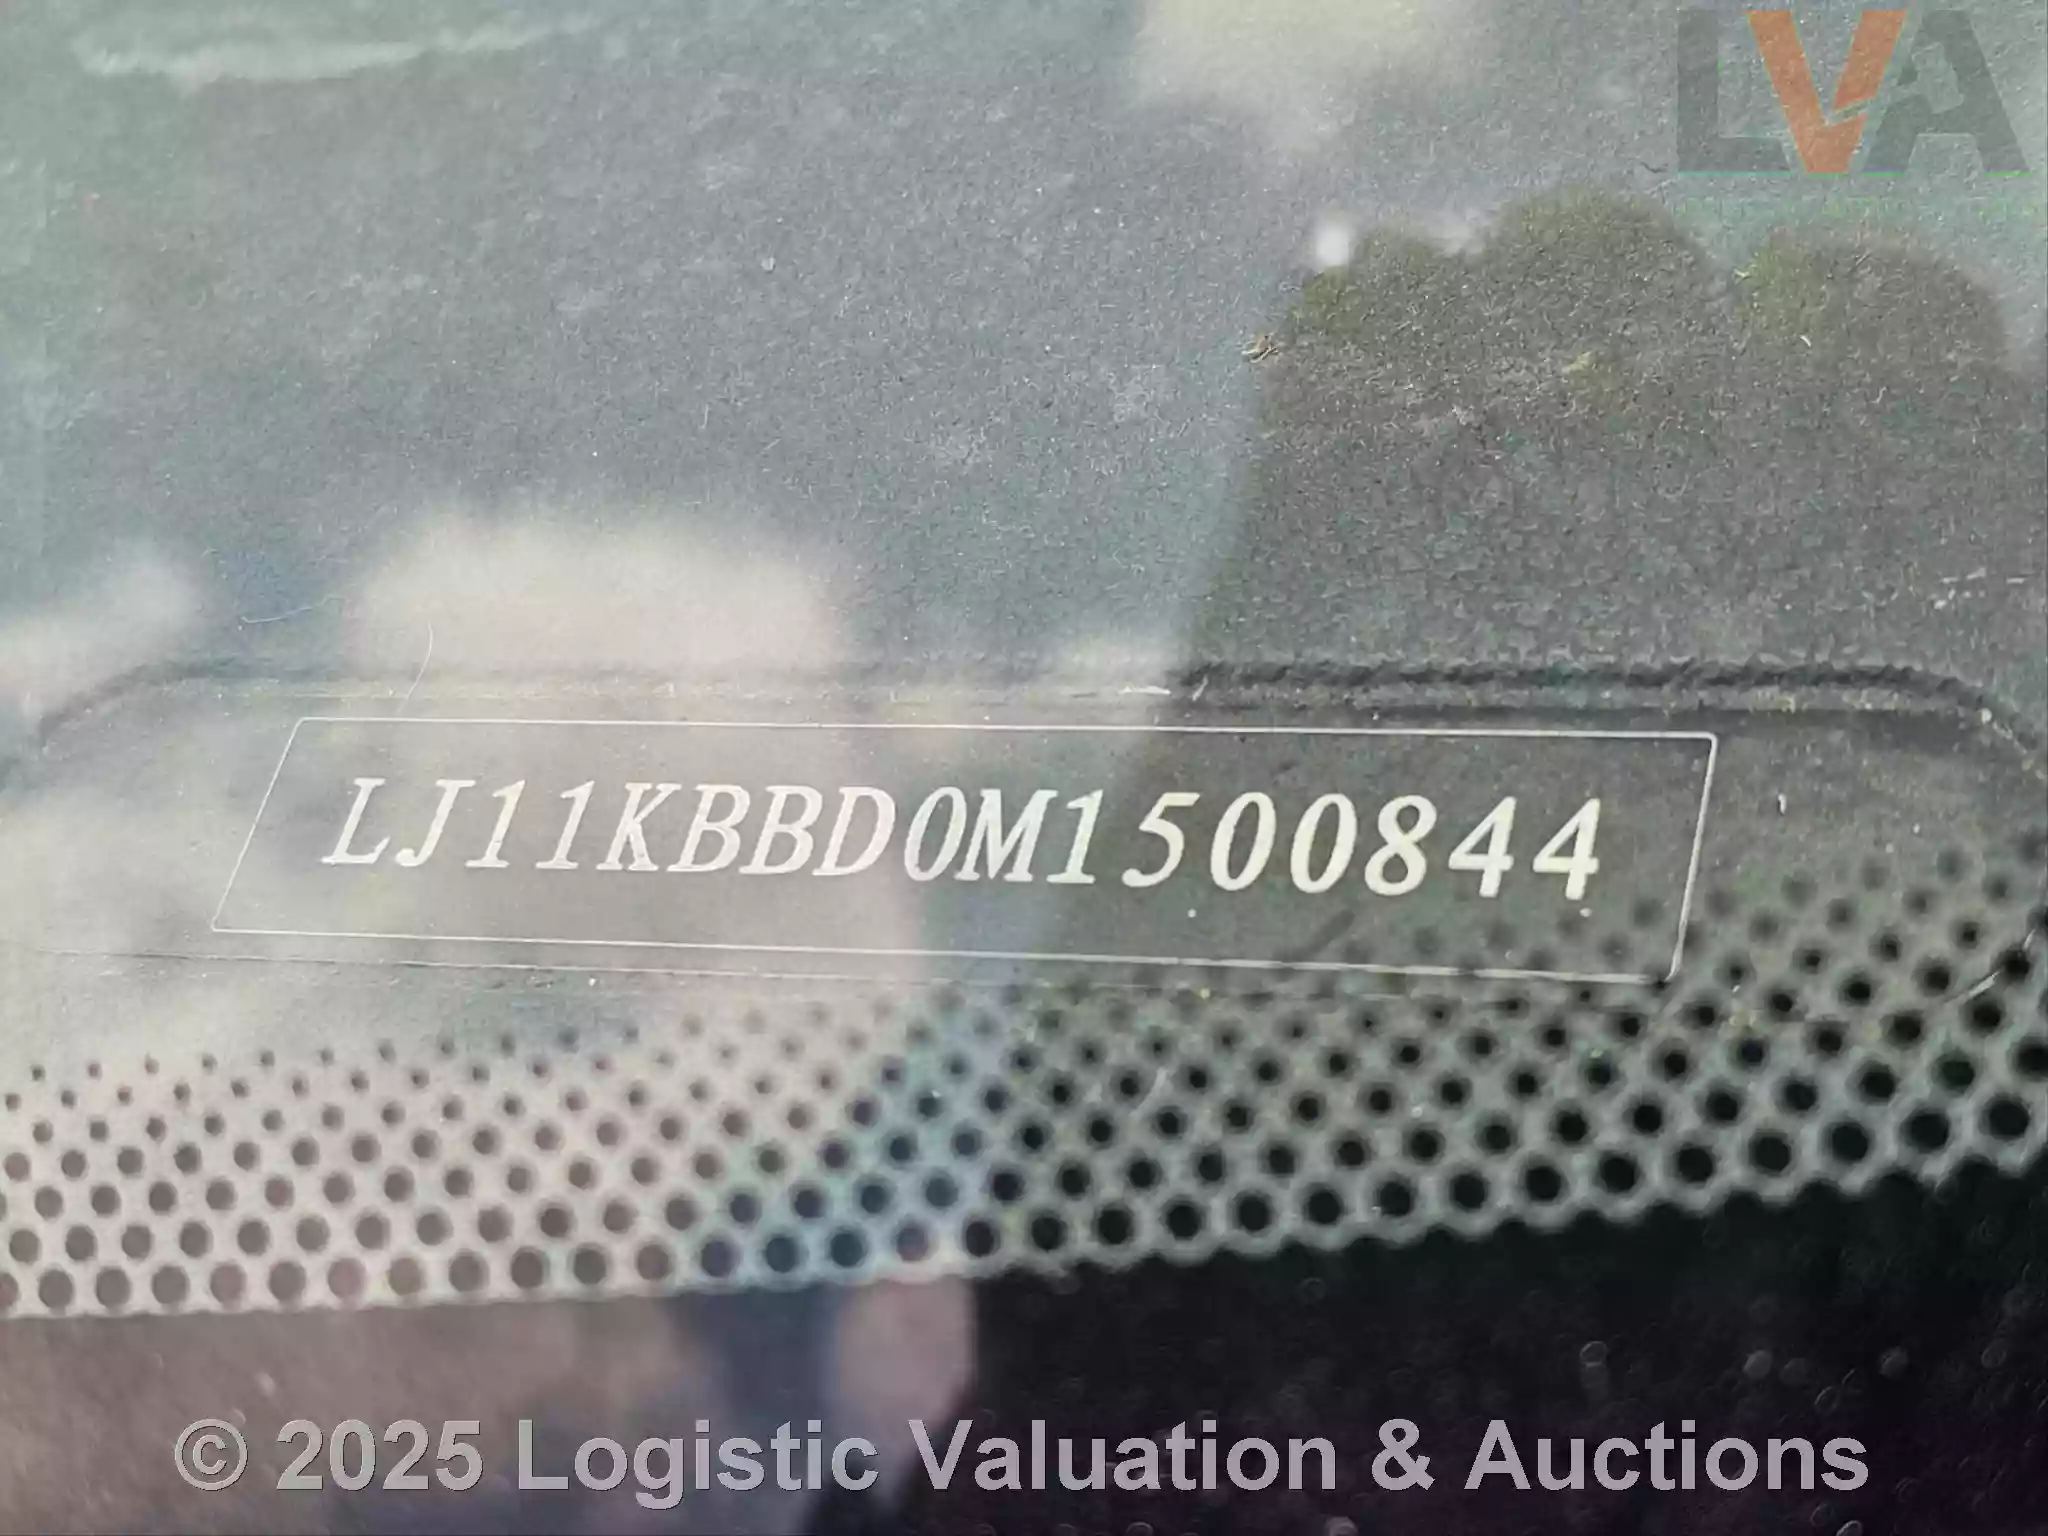 LVA
LJ11KBBD0M1500844
© 2025 Logistic Valuation & Auctions